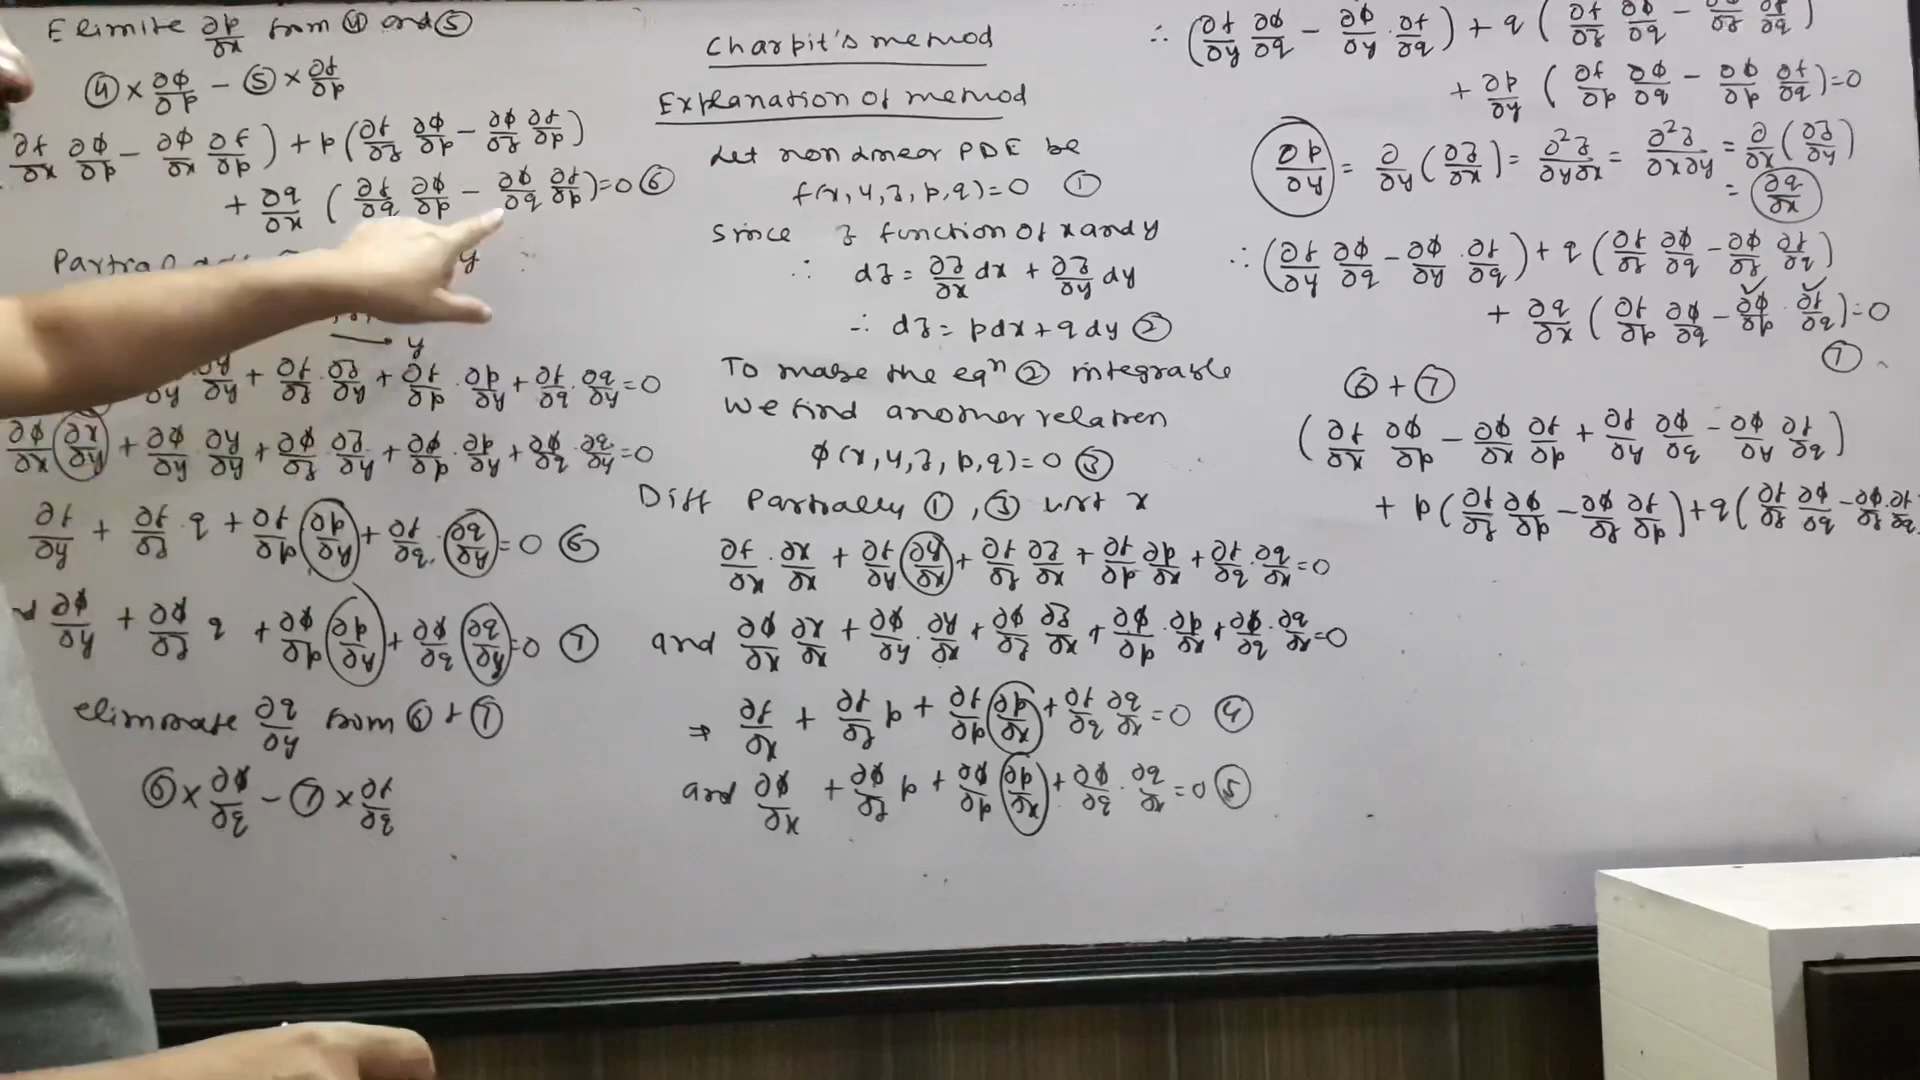 Elimite ∂p/∂x from ④ and ⑤
④ × ∂φ/∂p − ⑤ × ∂f/∂p
∂f/∂x ∂φ/∂p − ∂φ/∂x ∂f/∂p ) + p ( ∂f/∂z ∂φ/∂p − ∂φ/∂z ∂f/∂p )
+ ∂q/∂x ( ∂f/∂q ∂φ/∂p − ∂φ/∂q ∂f/∂p ) = 0 ⑥
y
→ y
∂y/∂y + ∂f/∂z · ∂z/∂y + ∂f/∂p · ∂p/∂y + ∂f/∂q · ∂q/∂y = 0
∂φ/∂x ∂x/∂y + ∂φ/∂y · ∂y/∂y + ∂φ/∂z · ∂z/∂y + ∂φ/∂p · ∂p/∂y + ∂φ/∂q · ∂q/∂y = 0
∂f/∂y + ∂f/∂z · q + ∂f/∂p ∂p/∂y + ∂f/∂q · ∂q/∂y = 0 ⑥
∂φ/∂y + ∂φ/∂z q + ∂φ/∂p ∂p/∂y + ∂φ/∂q ∂q/∂y = 0 ⑦
eliminate ∂q/∂y from ⑥ & ⑦
⑥ × ∂φ/∂q − ⑦ × ∂f/∂q
Charpit's method
Explanation of method
Let non linear PDE be
f(x, y, z, p, q) = 0 ①
Since z function of x and y
∴ dz = ∂z/∂x dx + ∂z/∂y dy
∴ dz = pdx + q dy ②
To make the eqⁿ ② integrable
We find another relation
φ(x, y, z, p, q) = 0 ③
Diff Partially ①, ③ wrt x
∂f/∂x · ∂x/∂x + ∂f/∂y ∂y/∂x + ∂f/∂z ∂z/∂x + ∂f/∂p ∂p/∂x + ∂f/∂q · ∂q/∂x = 0
and ∂φ/∂x ∂x/∂x + ∂φ/∂y · ∂y/∂x + ∂φ/∂z ∂z/∂x + ∂φ/∂p · ∂p/∂x + ∂φ/∂q · ∂q/∂x = 0
⇒ ∂f/∂x + ∂f/∂z p + ∂f/∂p ∂p/∂x + ∂f/∂q ∂q/∂x = 0 ④
and ∂φ/∂x + ∂φ/∂z p + ∂φ/∂p ∂p/∂x + ∂φ/∂q · ∂q/∂x = 0 ⑤
∴ ( ∂f/∂y ∂φ/∂q − ∂φ/∂y · ∂f/∂q ) + q ( ∂f/∂z ∂φ/∂q − ∂φ/∂z ∂f/∂q )
+ ∂p/∂y ( ∂f/∂p ∂φ/∂q − ∂φ/∂p ∂f/∂q ) = 0
∂p/∂y = ∂/∂y ( ∂z/∂x ) = ∂²z/∂y∂x = ∂²z/∂x∂y = ∂/∂x ( ∂z/∂y )
= ∂q/∂x
∴ ( ∂f/∂y ∂φ/∂q − ∂φ/∂y · ∂f/∂q ) + q ( ∂f/∂z ∂φ/∂q − ∂φ/∂z ∂f/∂q )
+ ∂q/∂x ( ∂f/∂p ∂φ/∂q − ∂φ/∂p · ∂f/∂q ) = 0
⑦
⑥ + ⑦
( ∂f/∂x ∂φ/∂p − ∂φ/∂x ∂f/∂p + ∂f/∂y ∂φ/∂q − ∂φ/∂y ∂f/∂q )
+ p ( ∂f/∂z ∂φ/∂p − ∂φ/∂z ∂f/∂p ) + q ( ∂f/∂z ∂φ/∂q − ∂φ/∂z · ∂f/∂q